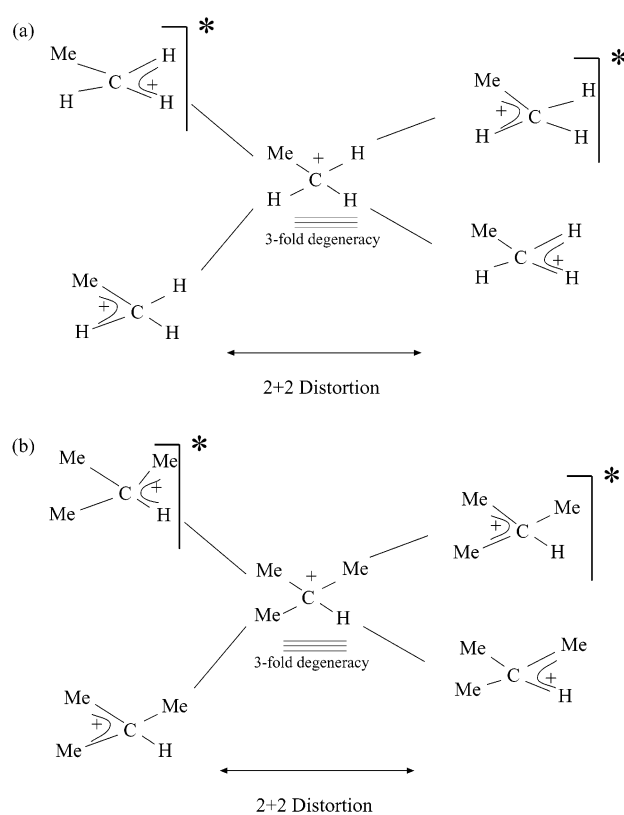 (a)
Me H *
C +
H H
Me H *
+ C
H H
Me + H
C
H H
3-fold degeneracy
Me H
C +
H H
Me H
+ C
H H
2+2 Distortion
(b)
Me Me *
C +
Me H
Me Me *
+ C
Me H
Me + Me
C
Me H
3-fold degeneracy
Me Me
C +
Me H
Me Me
+ C
Me H
2+2 Distortion